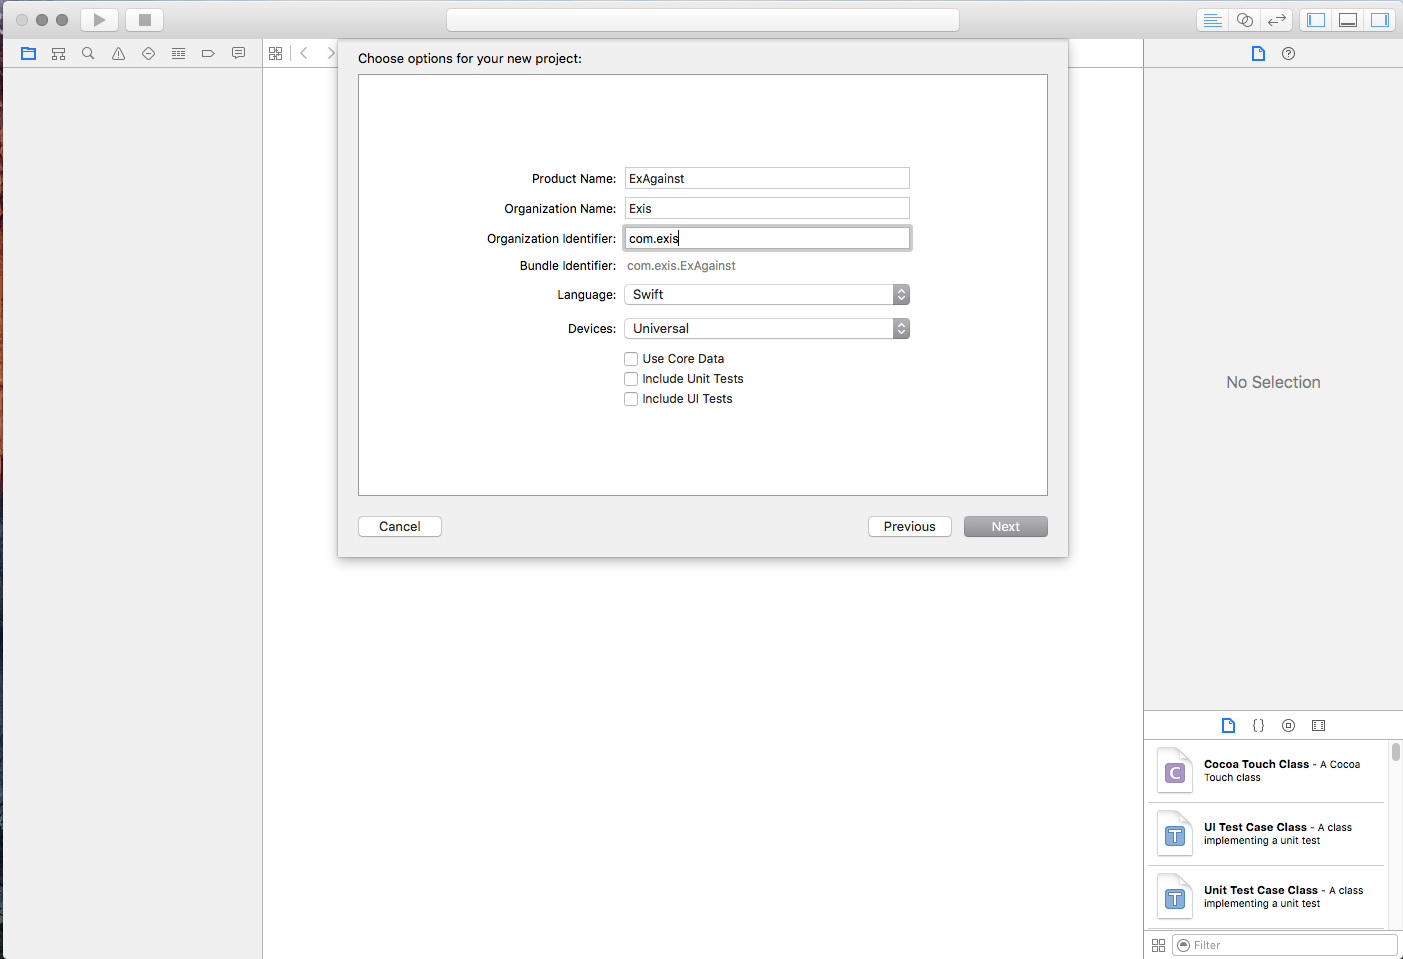 Choose options for your new project:
Product Name: ExAgainst
Organization Name: Exis
Organization Identifier: com.exis
Bundle Identifier: com.exis.ExAgainst
Language: Swift
Devices: Universal
Use Core Data
Include Unit Tests
Include UI Tests
Cancel
Previous
Next
No Selection
C
Cocoa Touch Class - A Cocoa
Touch class
T
UI Test Case Class - A class
implementing a unit test
T
Unit Test Case Class - A class
implementing a unit test
Filter